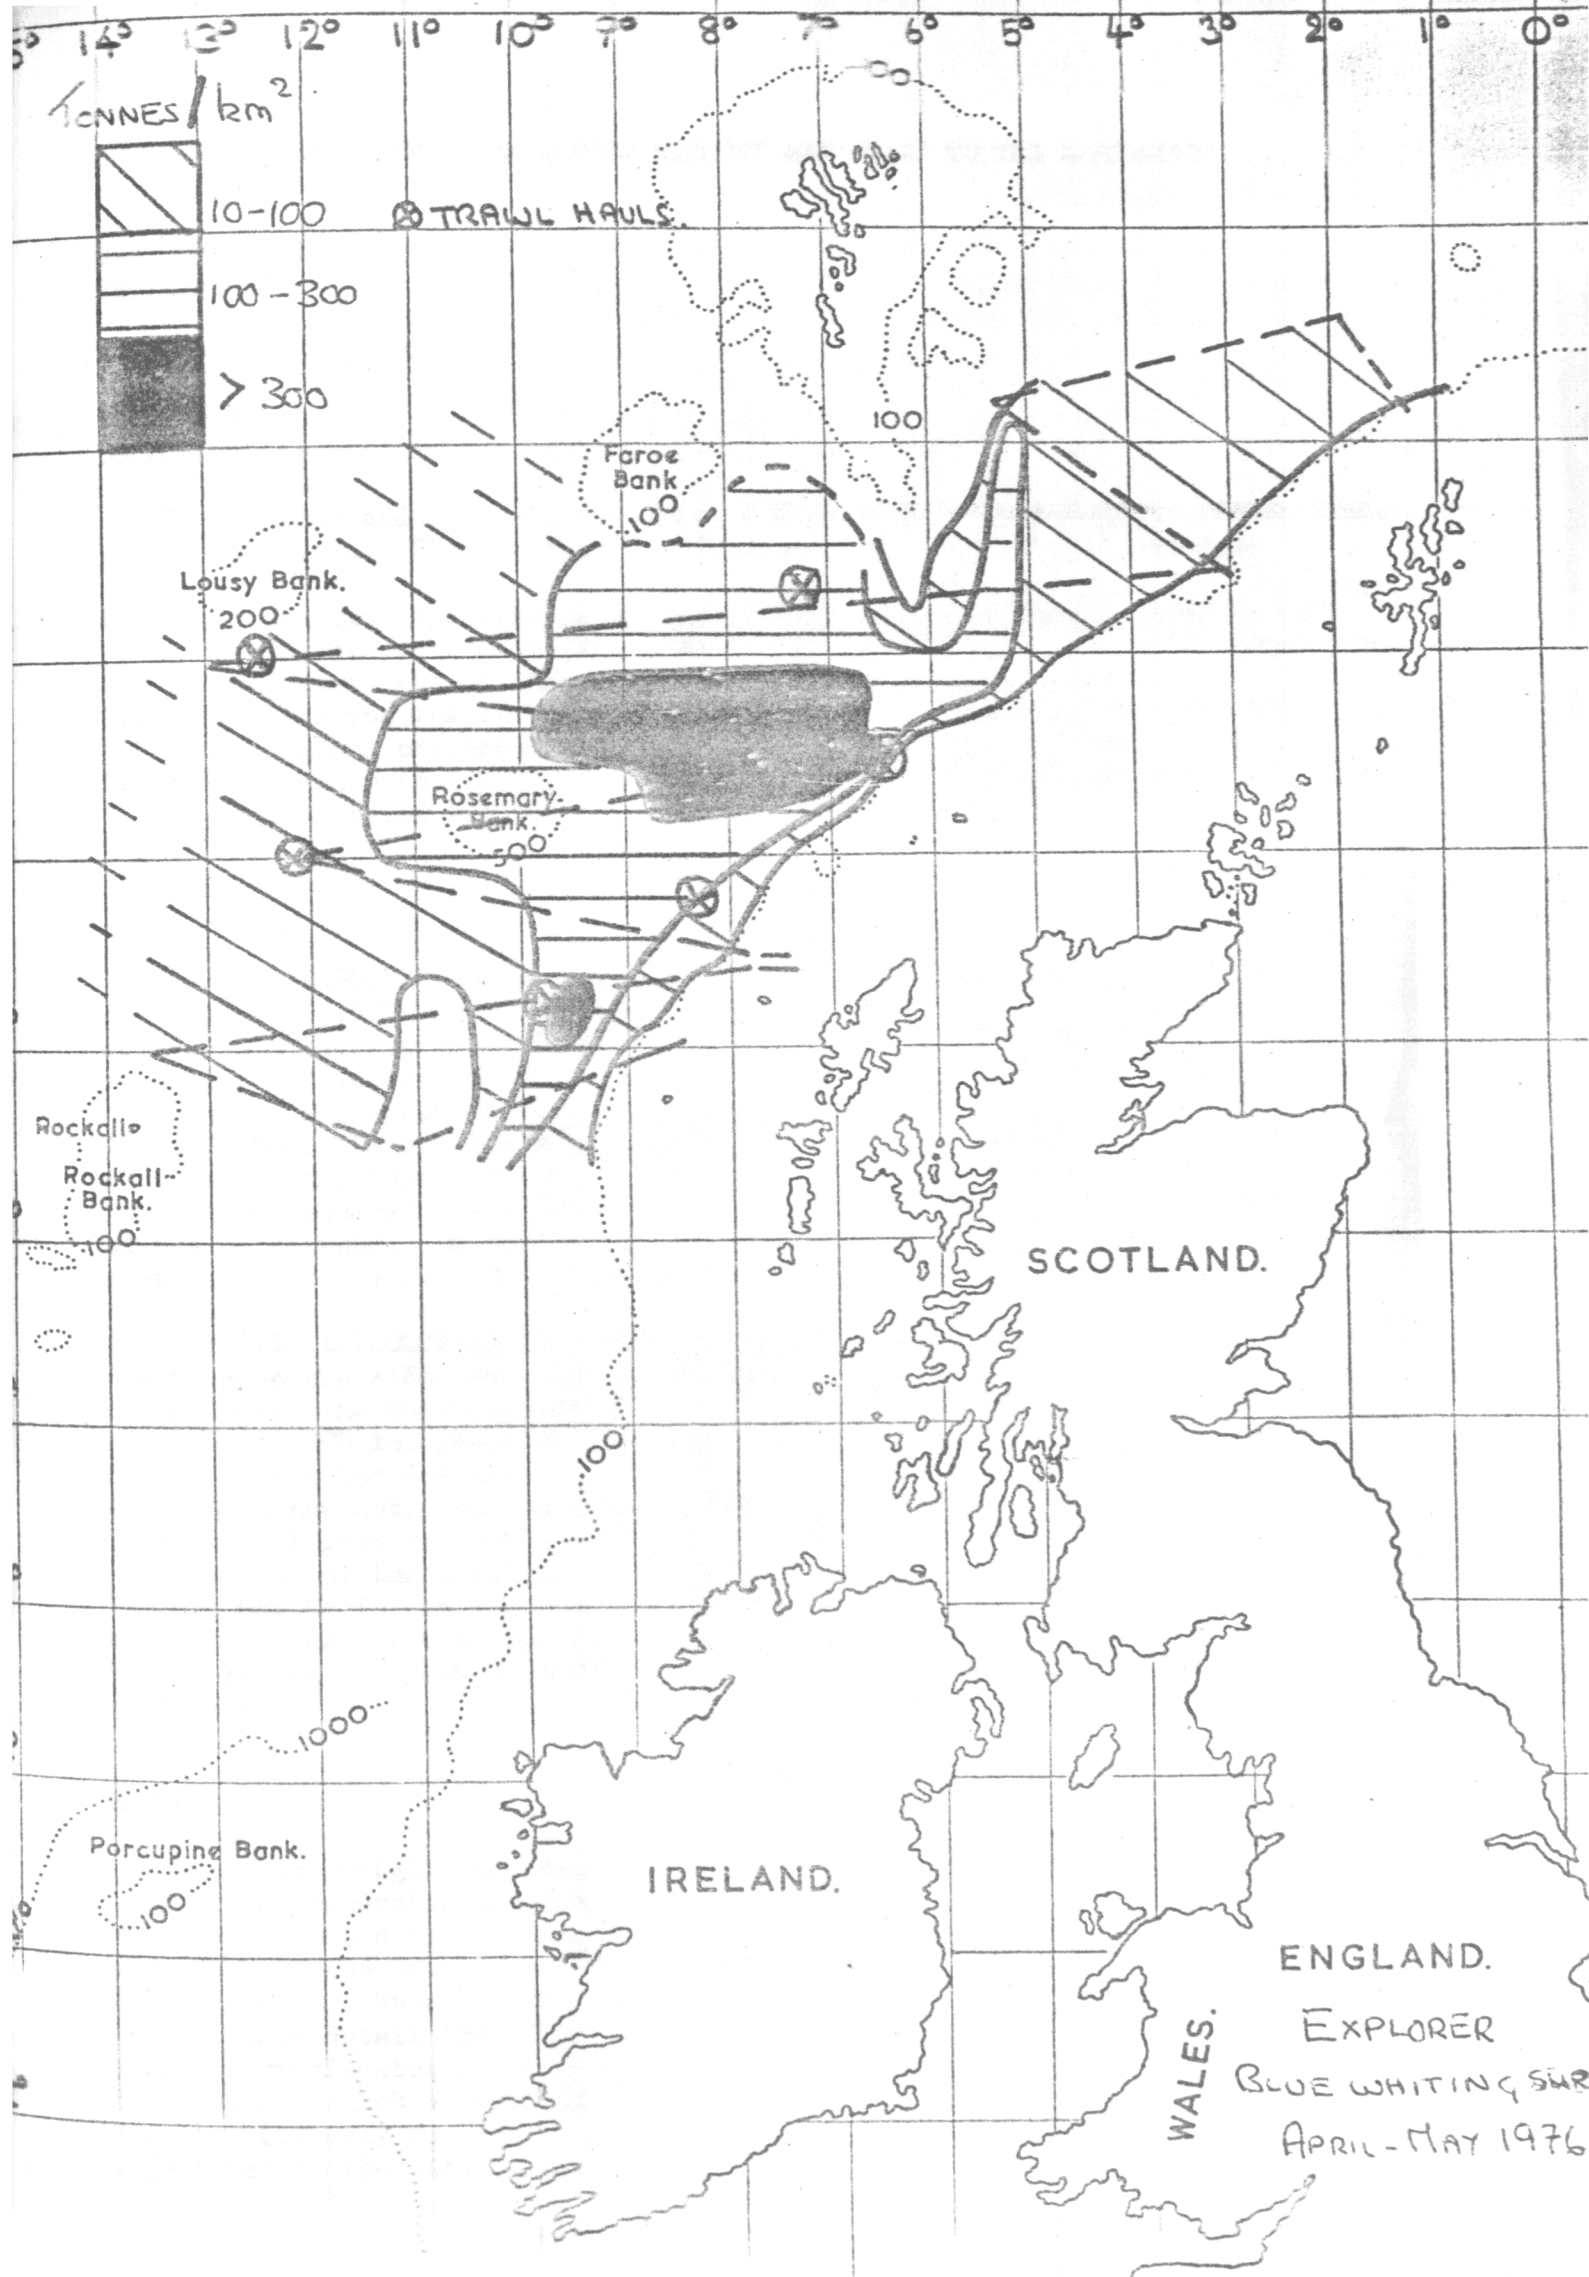 14° 13° 12° 11° 10° 9° 8° 7° 6° 5° 4° 3° 2° 1° 0°
TONNES/km²
10-100
⊗ TRAWL HAULS.
100-300
> 300
100
Faroe
Bank
100
Lousy Bank.
200
Rosemary
Bank.
500
Rockall
Rockall
Bank.
100
SCOTLAND.
100
1000
Porcupine Bank.
100
IRELAND.
ENGLAND.
WALES.
EXPLORER
BLUE WHITING SUR
APRIL-MAY 1976